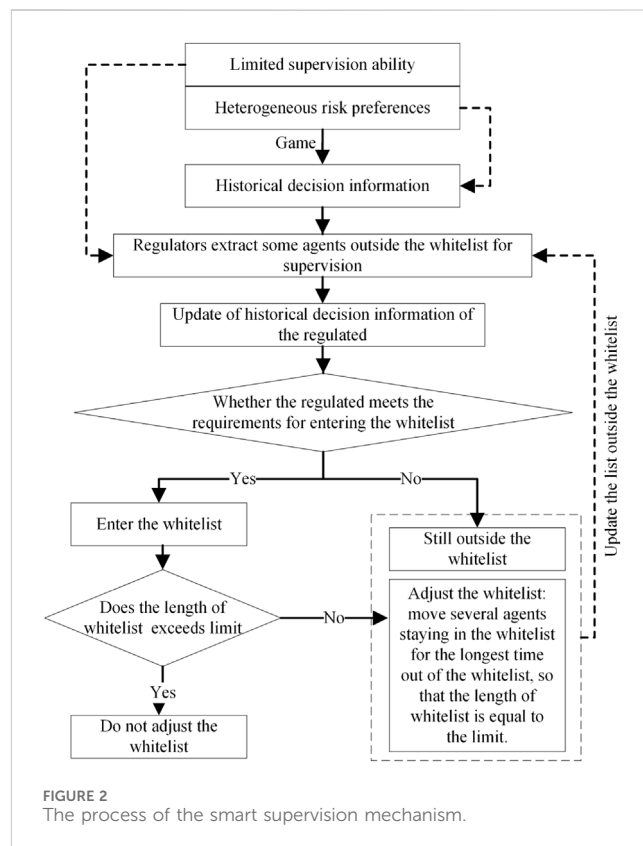 Limited supervision ability
Heterogeneous risk preferences
Game
Historical decision information
Regulators extract some agents outside the whitelist for
supervision
Update of historical decision information of
the regulated
Whether the regulated meets the
requirements for entering the whitelist
Yes
No
Enter the whitelist
Still outside the
whitelist
Does the length of
whitelist exceeds limit
No
Adjust the whitelist:
move several agents
staying in the whitelist
for the longest time
out of the whitelist, so
that the length of
whitelist is equal to
the limit.
Yes
Do not adjust the
whitelist
Update the list outside the whitelist
FIGURE 2
The process of the smart supervision mechanism.